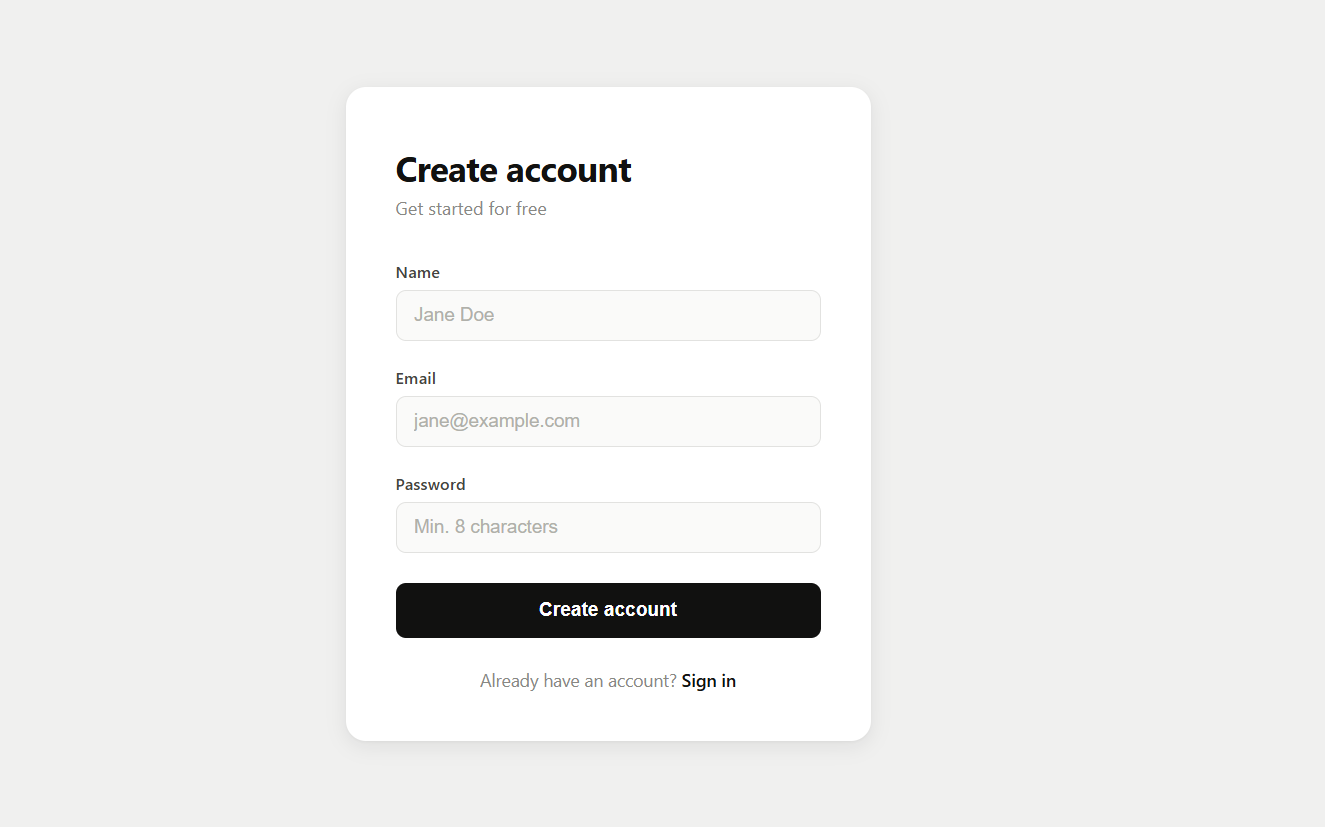 Create account
Get started for free
Name
Jane Doe
Email
jane@example.com
Password
Min. 8 characters
Create account
Already have an account? Sign in